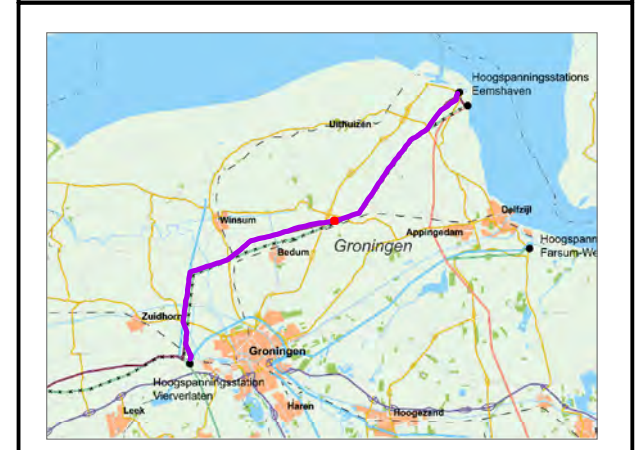 Hoogspanningsstations
Eemshaven
Uithuizen
Delfzijl
Winsum
Appingedam
Groningen
Hoogspann
Farsum-We
Bedum
Zuidhorn
Groningen
Hoogspanningsstation
Vierverlaten
Leek
Haren
Hoogezand